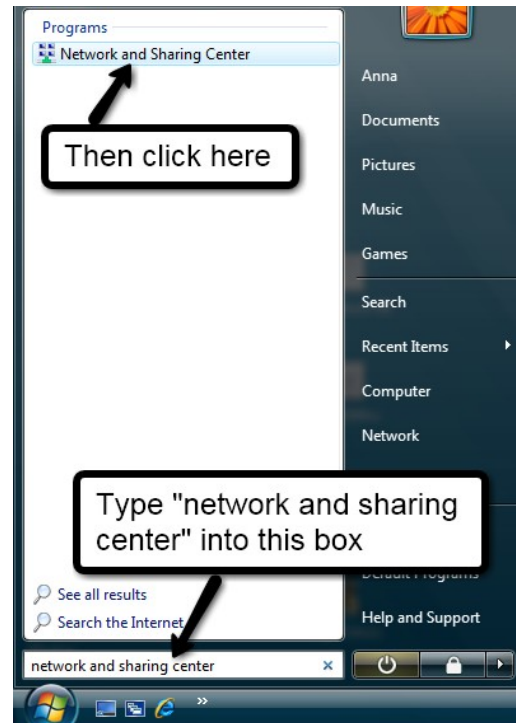 Programs
Network and Sharing Center
Then click here
Type "network and sharing
center" into this box
See all results
Search the Internet
network and sharing center
Anna
Documents
Pictures
Music
Games
Search
Recent Items
Computer
Network
Default Programs
Help and Support